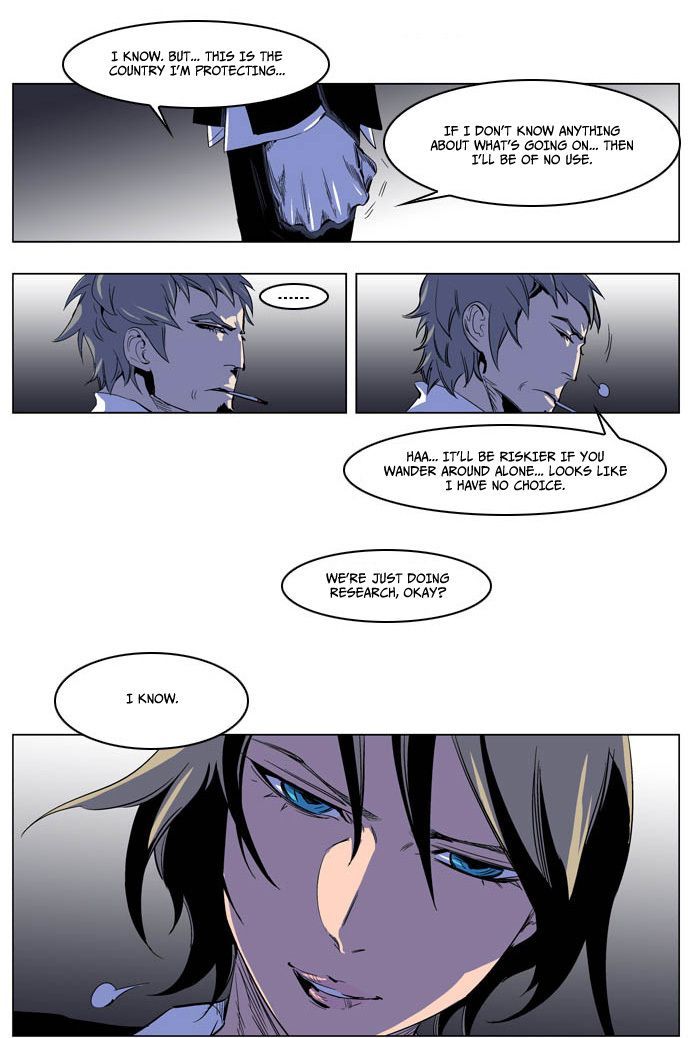 I KNOW. BUT... THIS IS THE
COUNTRY I'M PROTECTING...
IF I DON'T KNOW ANYTHING
ABOUT WHAT'S GOING ON... THEN
I'LL BE OF NO USE.
------
HAA... IT'LL BE RISKIER IF YOU
WANDER AROUND ALONE... LOOKS LIKE
I HAVE NO CHOICE.
WE'RE JUST DOING
RESEARCH, OKAY?
I KNOW.